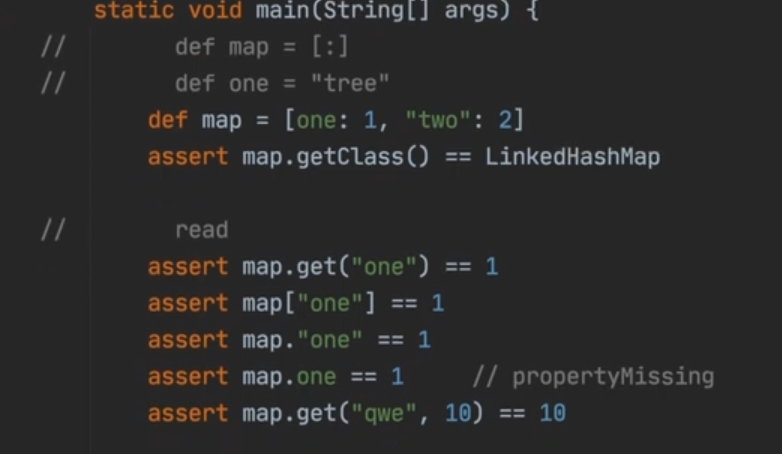 static void main(String[] args) {
// def map = [:]
// def one = "tree"
def map = [one: 1, "two": 2]
assert map.getClass() == LinkedHashMap
// read
assert map.get("one") == 1
assert map["one"] == 1
assert map."one" == 1
assert map.one == 1 // propertyMissing
assert map.get("qwe", 10) == 10